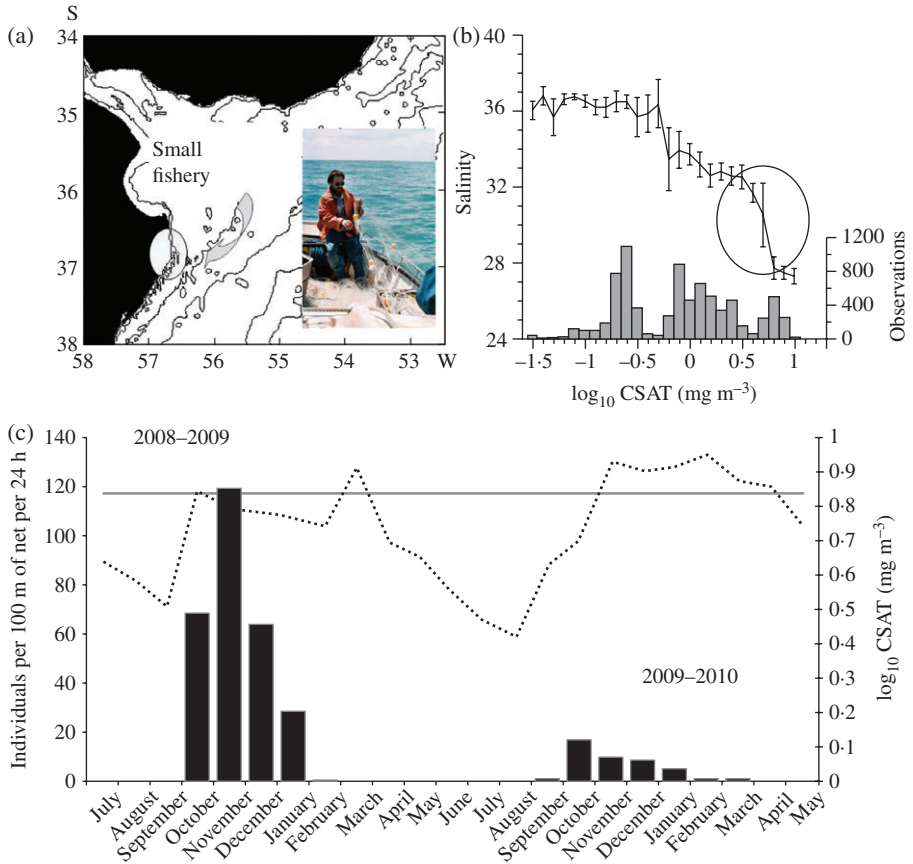 (a)
S
34
35
36
37
38
58
57
56
55
54
53
W
Small
fishery
(b)
40
36
32
28
24
Salinity
1200
800
400
0
Observations
−1·5
−1
−0·5
0
0·5
1
log10 CSAT (mg m−3)
(c)
2008–2009
2009–2010
140
120
100
80
60
40
20
0
Individuals per 100 m of net per 24 h
1
0·9
0·8
0·7
0·6
0·5
0·4
0·3
0·2
0·1
0
log10 CSAT (mg m−3)
July
August
September
October
November
December
January
February
March
April
May
June
July
August
September
October
November
December
January
February
March
April
May